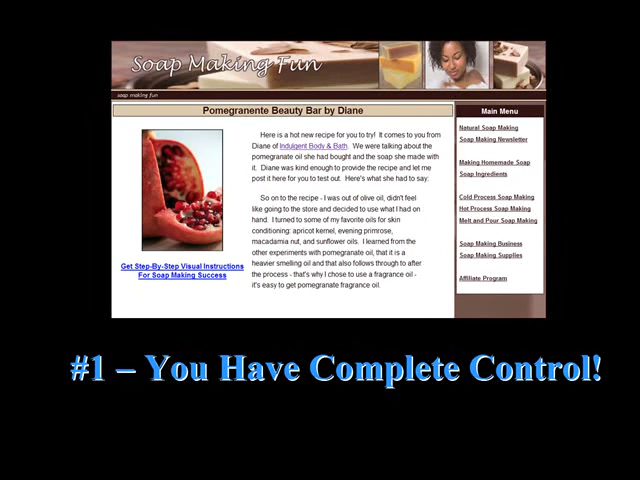 Soap Making Fun
soap making fun
Pomegranente Beauty Bar by Diane
Here is a hot new recipe for you to try! It comes to you from
Diane of Indulgent Body & Bath. We were talking about the
pomegranate oil she had bought and the soap she made with
it. Diane was kind enough to provide the recipe and let me
post it here for you to test out. Here's what she had to say:
So on to the recipe - I was out of olive oil, didn't feel
like going to the store and decided to use what I had on
hand. I turned to some of my favorite oils for skin
conditioning: apricot kernel, evening primrose,
macadamia nut, and sunflower oils. I learned from the
other experiments with pomegranate oil, that it is a
heavier smelling oil and that also follows through to after
the process - that's why I chose to use a fragrance oil -
it's easy to get pomegranate fragrance oil.
Get Step-By-Step Visual Instructions
For Soap Making Success
Main Menu
Natural Soap Making
Soap Making Newsletter
Making Homemade Soap
Soap Ingredients
Cold Process Soap Making
Hot Process Soap Making
Melt and Pour Soap Making
Soap Making Business
Soap Making Supplies
Affiliate Program
#1 – You Have Complete Control!